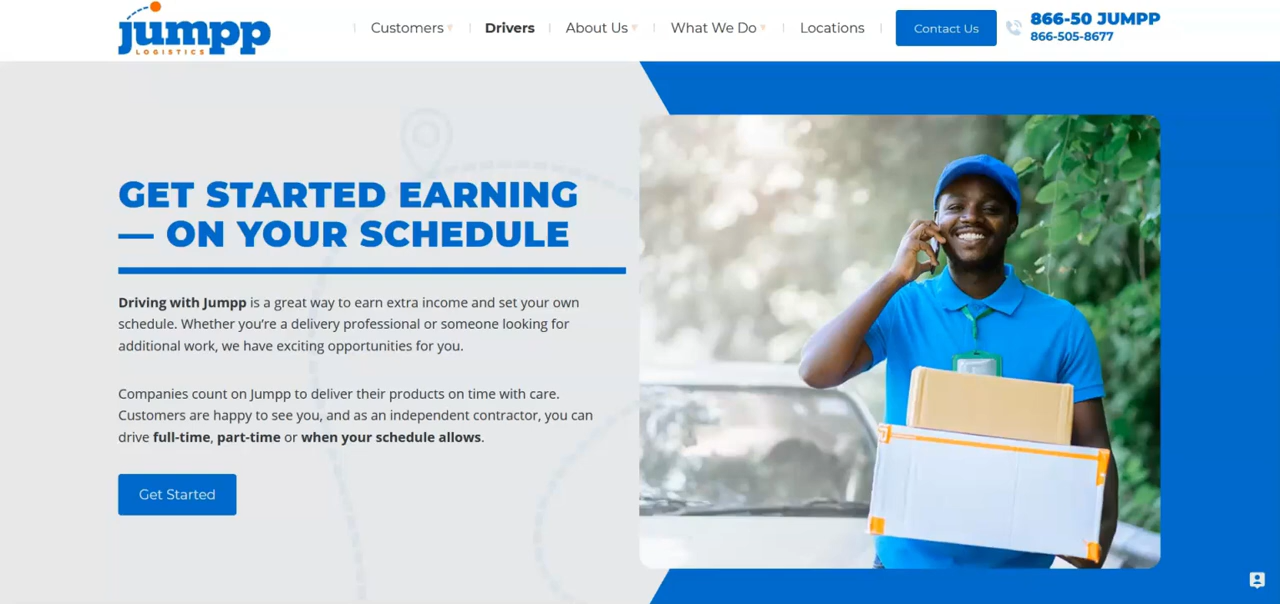 jumpp
LOGISTICS
Customers
Drivers
About Us
What We Do
Locations
Contact Us
866-50 JUMPP
866-505-8677
GET STARTED EARNING
— ON YOUR SCHEDULE
Driving with Jumpp is a great way to earn extra income and set your own
schedule. Whether you're a delivery professional or someone looking for
additional work, we have exciting opportunities for you.
Companies count on Jumpp to deliver their products on time with care.
Customers are happy to see you, and as an independent contractor, you can
drive full-time, part-time or when your schedule allows.
Get Started